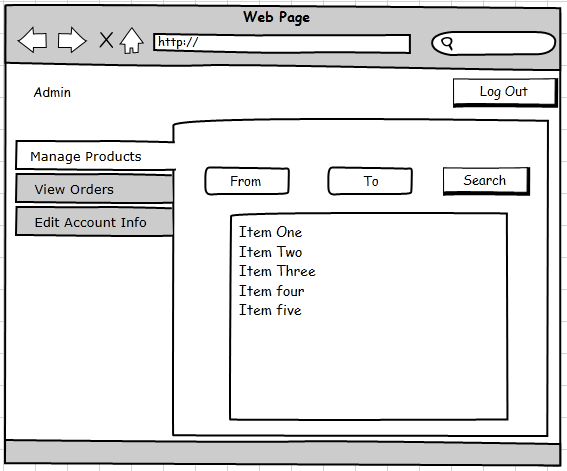 Web Page
http://
Admin
Log Out
Manage Products
View Orders
Edit Account Info
From
To
Search
Item One
Item Two
Item Three
Item four
Item five